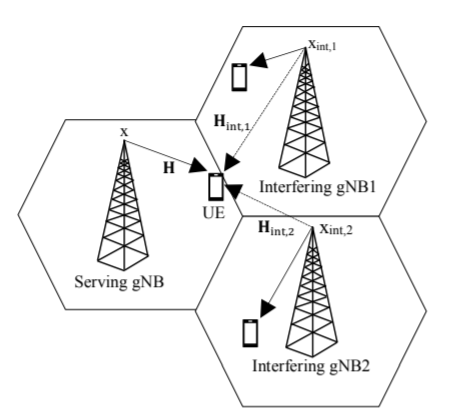 x_int,1
H_int,1
x
H
Interfering gNB1
UE
H_int,2
x_int,2
Serving gNB
Interfering gNB2